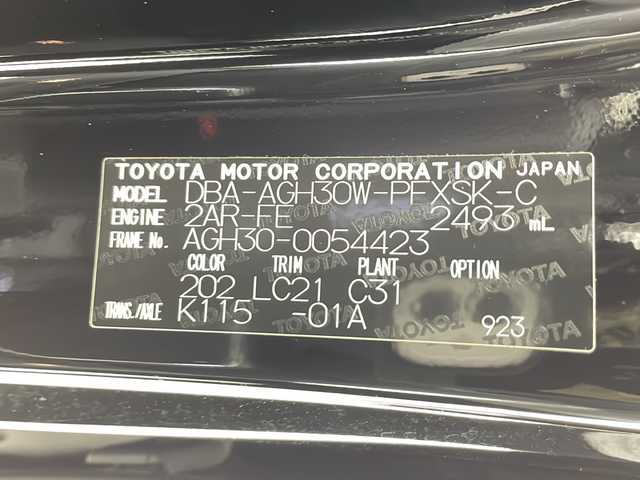 TOYOTA MOTOR CORPORATION JAPAN
MODEL DBA-AGH30W-PFXSK-C
ENGINE 2AR-FE 2493 mL
FRAME No. AGH30-0054423
COLOR TRIM PLANT OPTION
202 LC21 C31
TRANS./AXLE K115 -01A 923